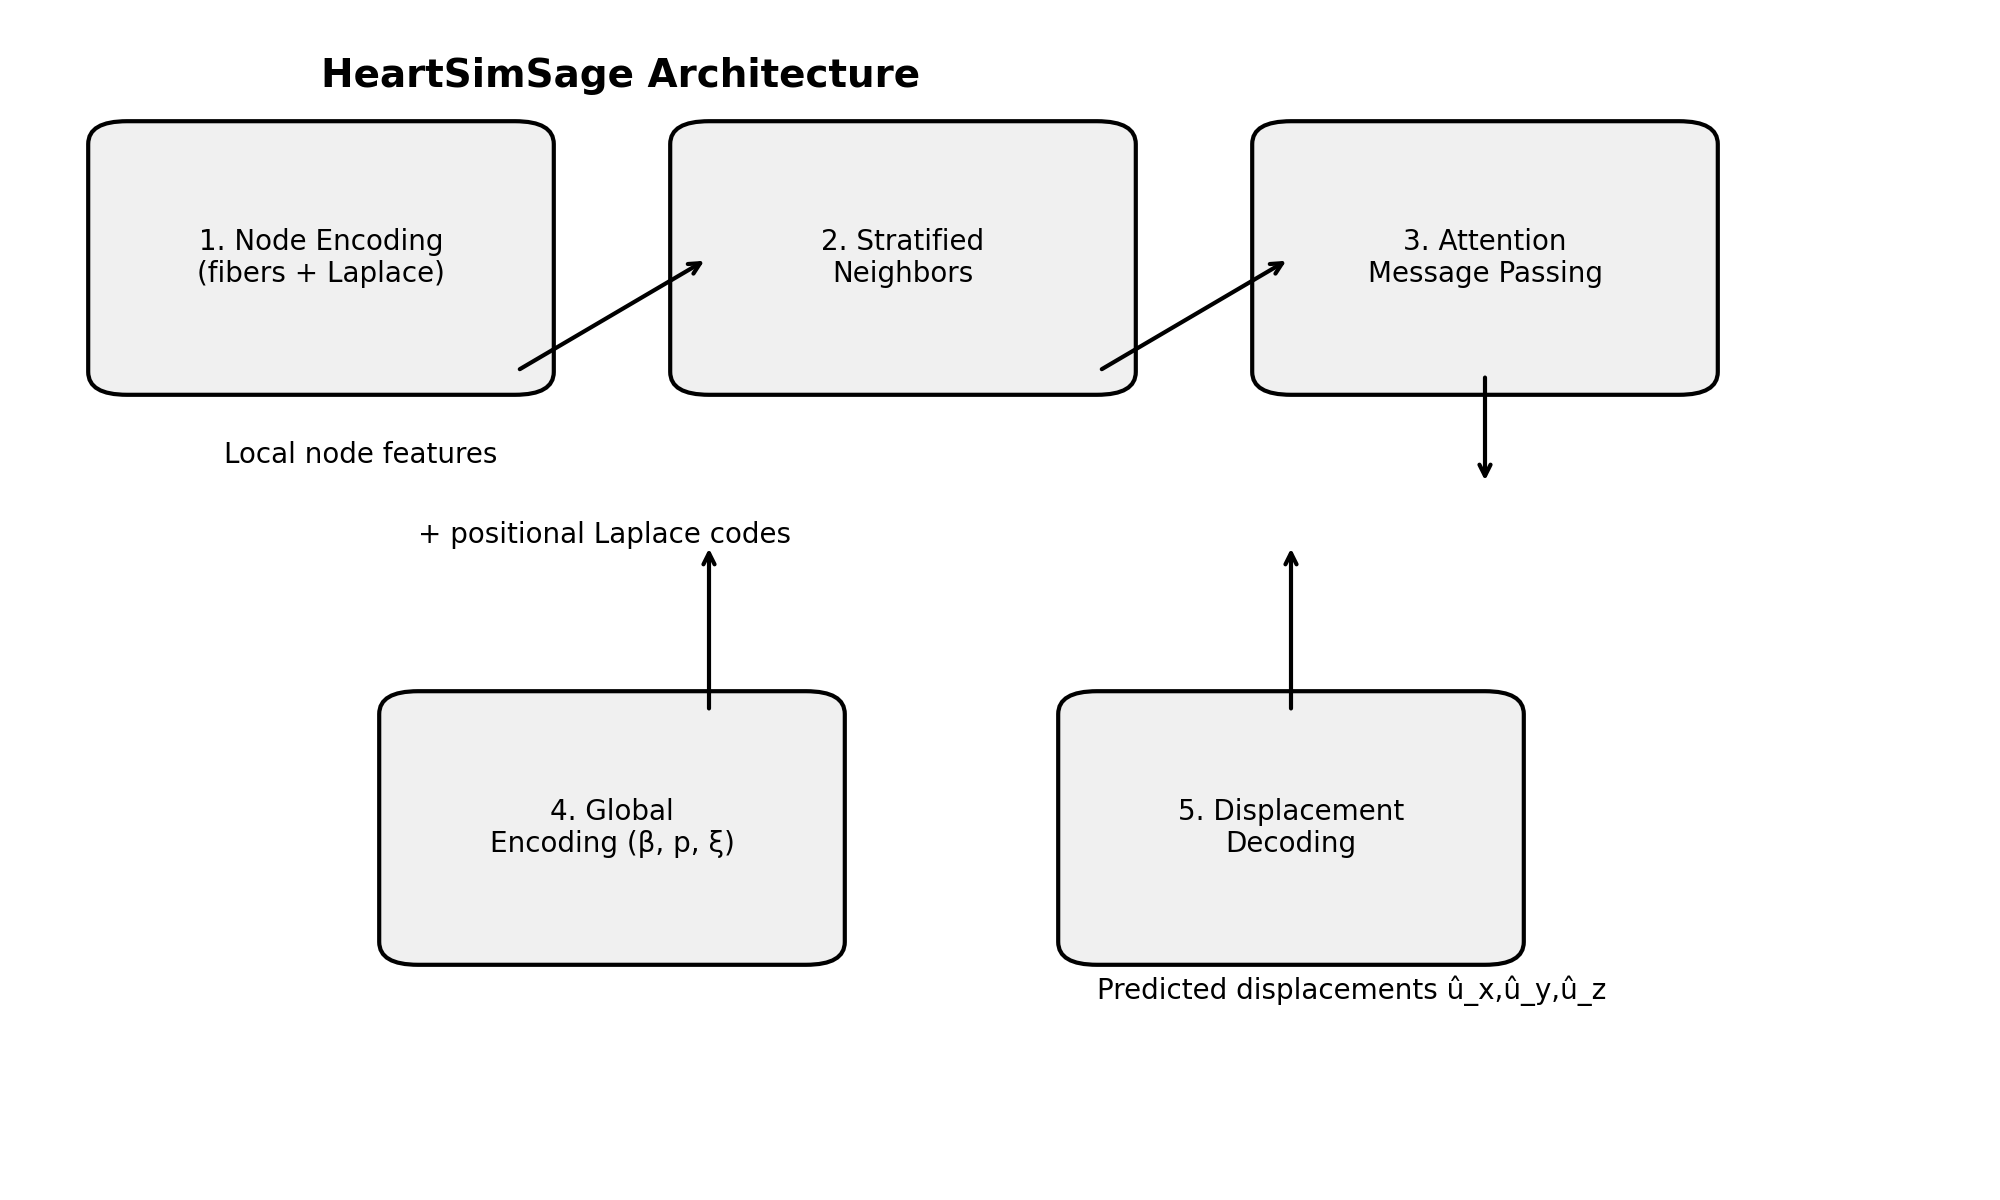 HeartSimSage Architecture
1. Node Encoding
(fibers + Laplace)
2. Stratified
Neighbors
3. Attention
Message Passing
Local node features
+ positional Laplace codes
4. Global
Encoding (β, p, ξ)
5. Displacement
Decoding
Predicted displacements û_x,û_y,û_z